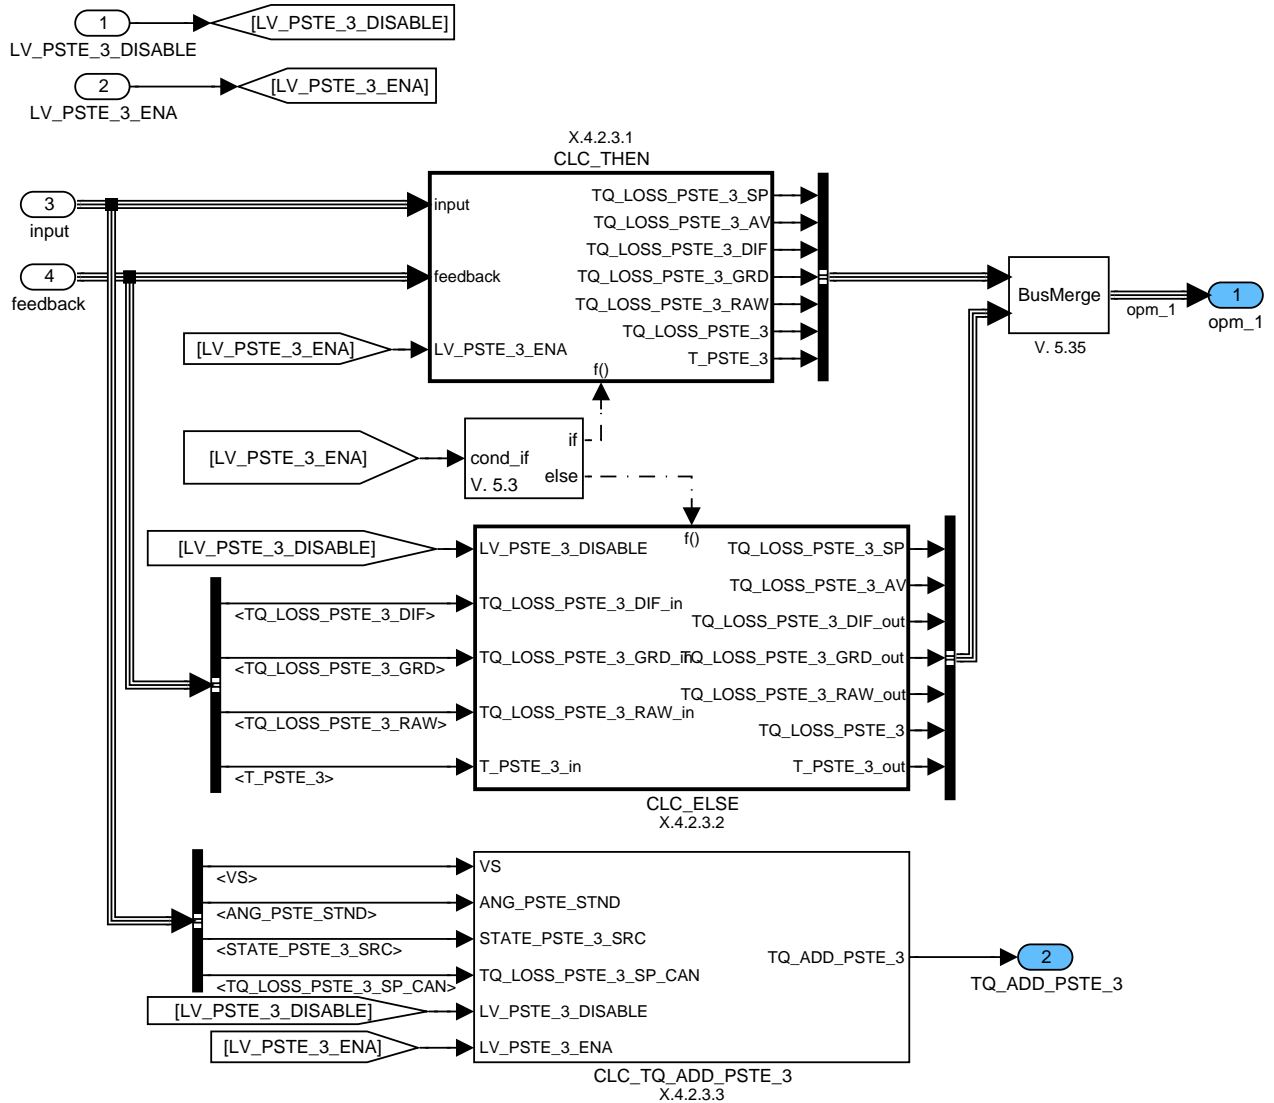 1
[LV_PSTE_3_DISABLE]
LV_PSTE_3_DISABLE
2
[LV_PSTE_3_ENA]
LV_PSTE_3_ENA
X.4.2.3.1
CLC_THEN
3
input
4
feedback
input
feedback
[LV_PSTE_3_ENA]
LV_PSTE_3_ENA
TQ_LOSS_PSTE_3_SP
TQ_LOSS_PSTE_3_AV
TQ_LOSS_PSTE_3_DIF
TQ_LOSS_PSTE_3_GRD
TQ_LOSS_PSTE_3_RAW
TQ_LOSS_PSTE_3
T_PSTE_3
f()
BusMerge
V. 5.35
opm_1
1
opm_1
[LV_PSTE_3_ENA]
cond_if
V. 5.3
if
else
[LV_PSTE_3_DISABLE]
LV_PSTE_3_DISABLE
f()
<TQ_LOSS_PSTE_3_DIF>
TQ_LOSS_PSTE_3_DIF_in
<TQ_LOSS_PSTE_3_GRD>
TQ_LOSS_PSTE_3_GRD_in
<TQ_LOSS_PSTE_3_RAW>
TQ_LOSS_PSTE_3_RAW_in
<T_PSTE_3>
T_PSTE_3_in
TQ_LOSS_PSTE_3_SP
TQ_LOSS_PSTE_3_AV
TQ_LOSS_PSTE_3_DIF_out
TQ_LOSS_PSTE_3_GRD_out
TQ_LOSS_PSTE_3_RAW_out
TQ_LOSS_PSTE_3
T_PSTE_3_out
CLC_ELSE
X.4.2.3.2
<VS>
VS
<ANG_PSTE_STND>
ANG_PSTE_STND
<STATE_PSTE_3_SRC>
STATE_PSTE_3_SRC
<TQ_LOSS_PSTE_3_SP_CAN>
TQ_LOSS_PSTE_3_SP_CAN
[LV_PSTE_3_DISABLE]
LV_PSTE_3_DISABLE
[LV_PSTE_3_ENA]
LV_PSTE_3_ENA
TQ_ADD_PSTE_3
2
TQ_ADD_PSTE_3
CLC_TQ_ADD_PSTE_3
X.4.2.3.3